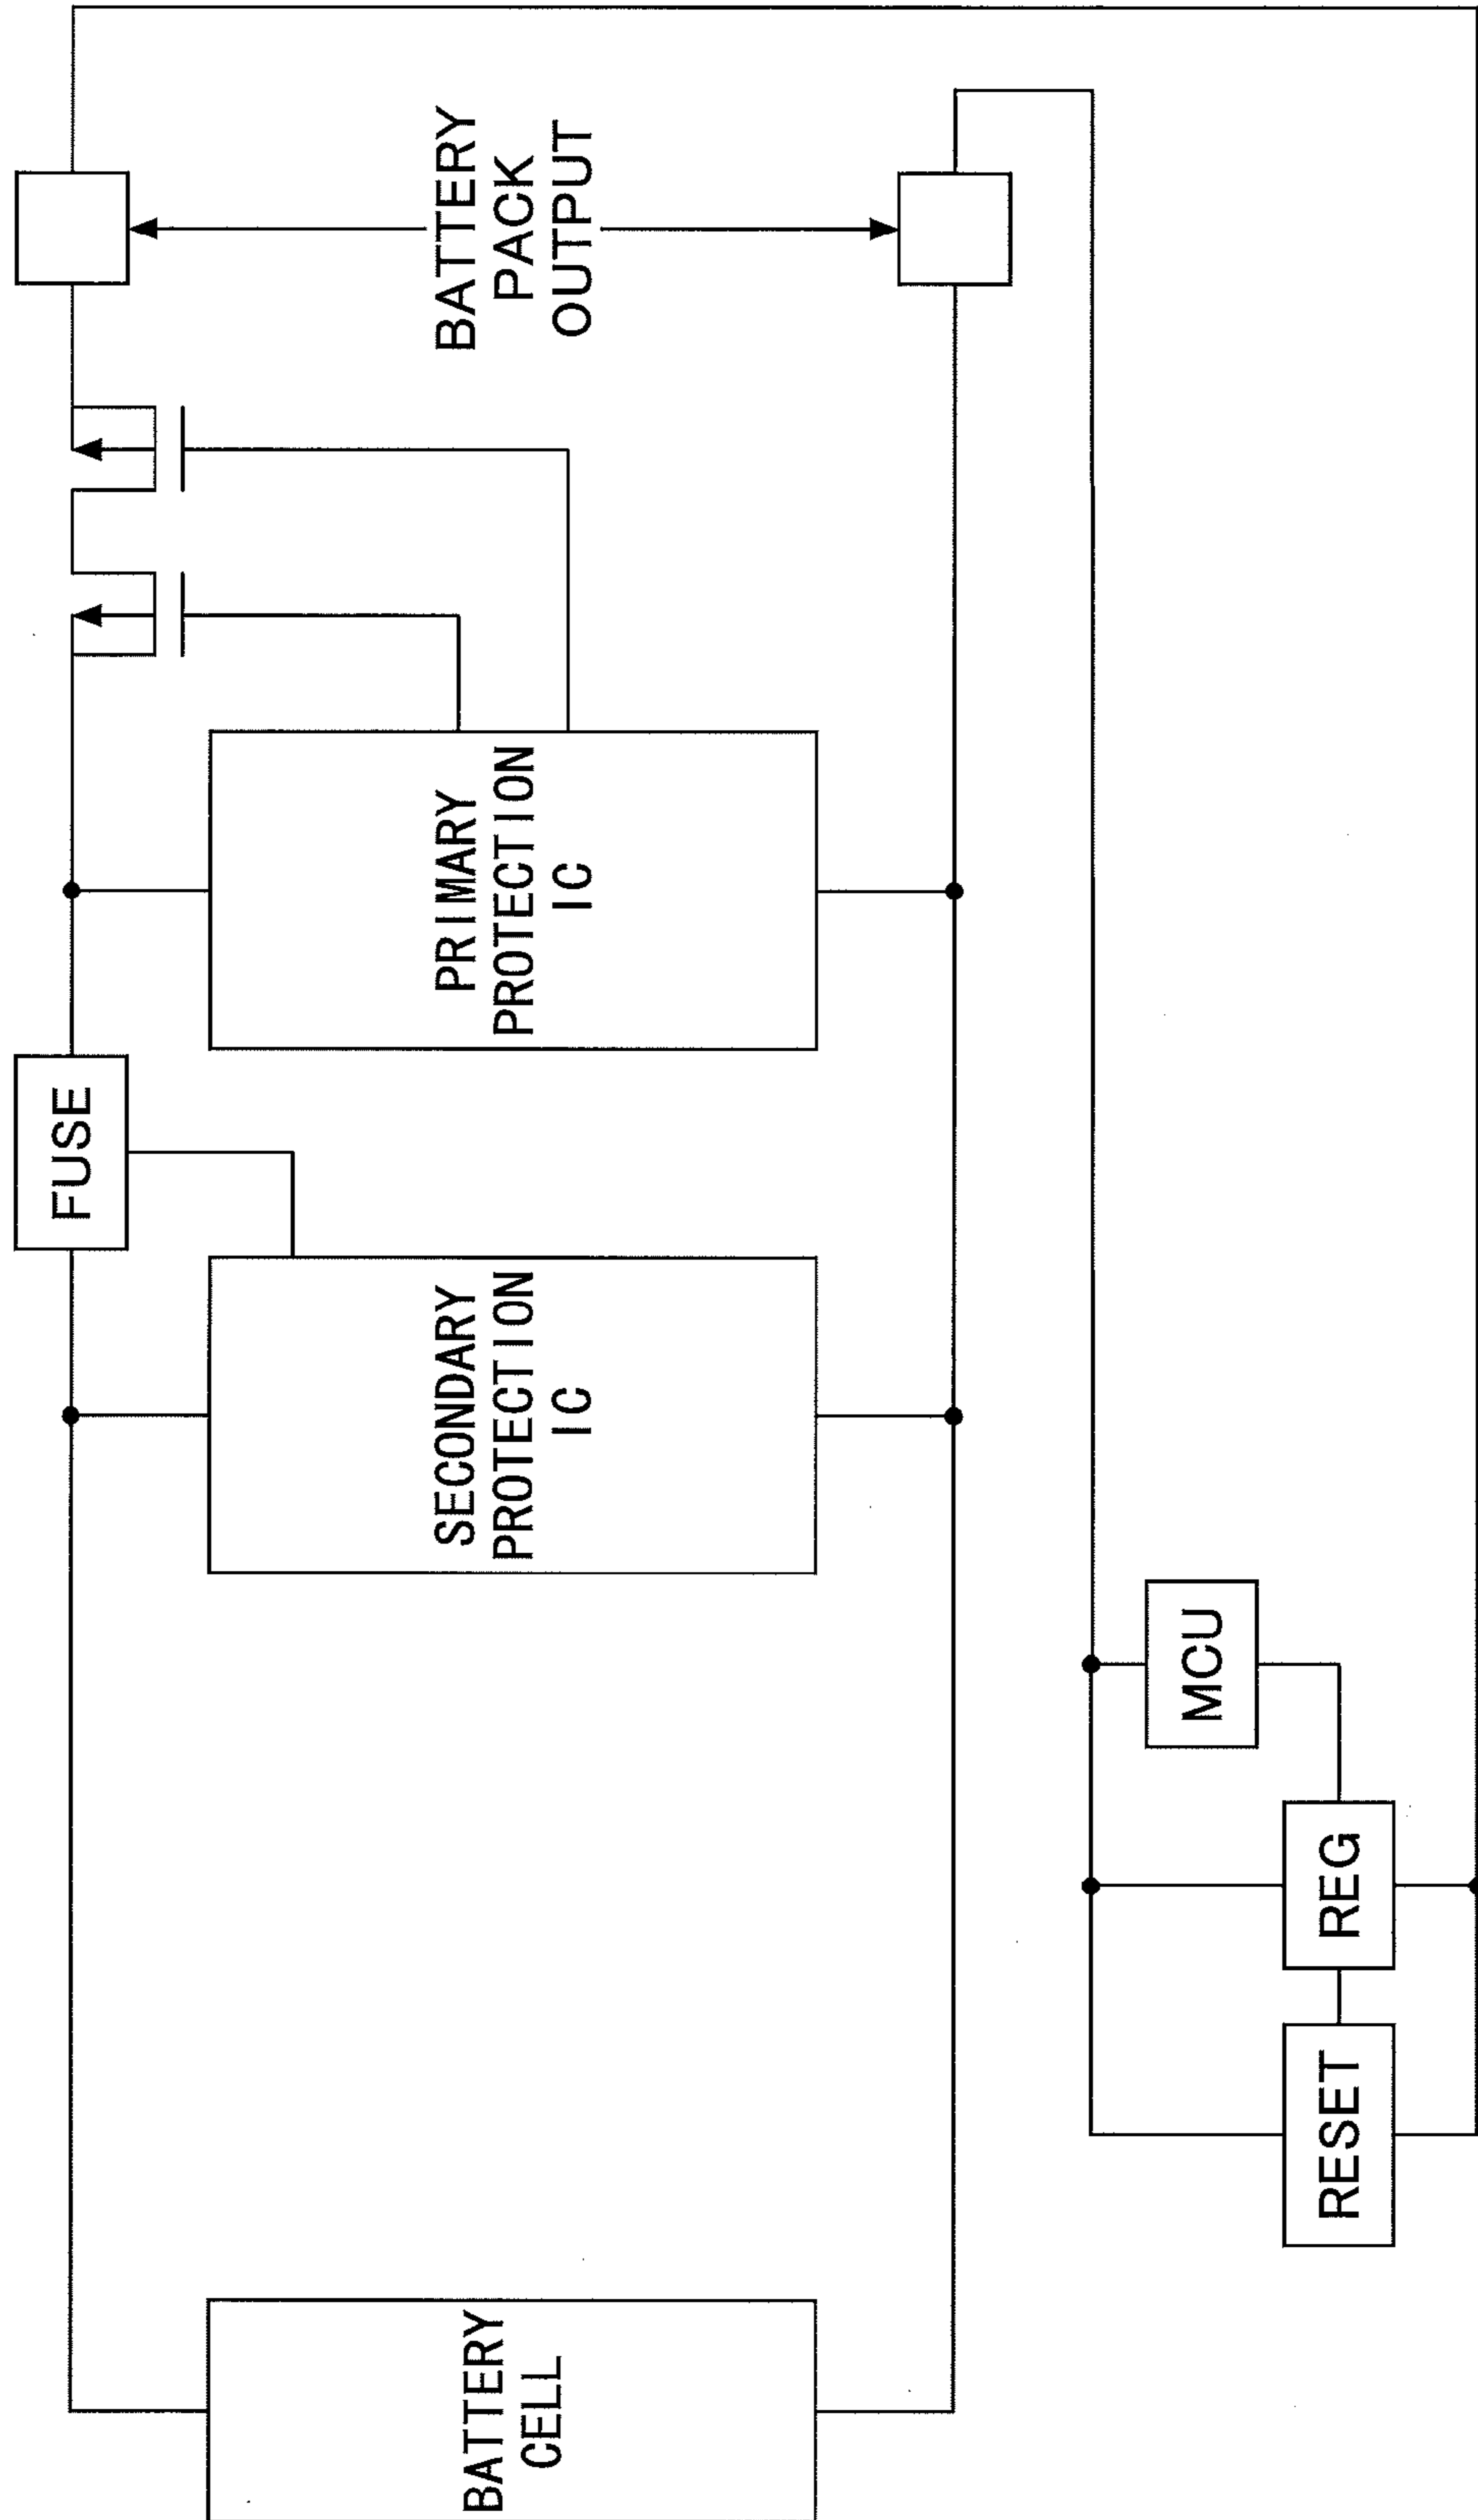 BATTERY
CELL
SECONDARY
PROTECTION
IC
FUSE
PRIMARY
PROTECTION
IC
BATTERY
PACK
OUTPUT
RESET
REG
MCU